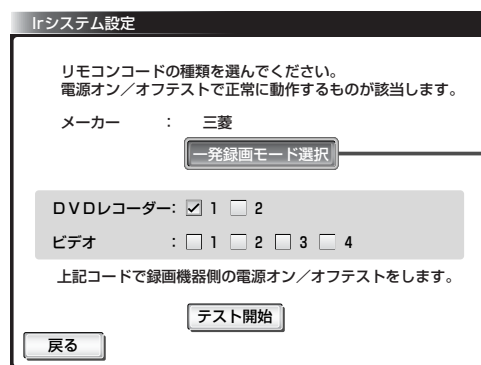 Irシステム設定
リモコンコードの種類を選んでください。
電源オン／オフテストで正常に動作するものが該当します。
メーカー ： 三菱
一発録画モード選択
ＤＶＤレコーダー： 1 2
ビデオ ： 1 2 3 4
上記コードで録画機器側の電源オン／オフテストをします。
テスト開始
戻る